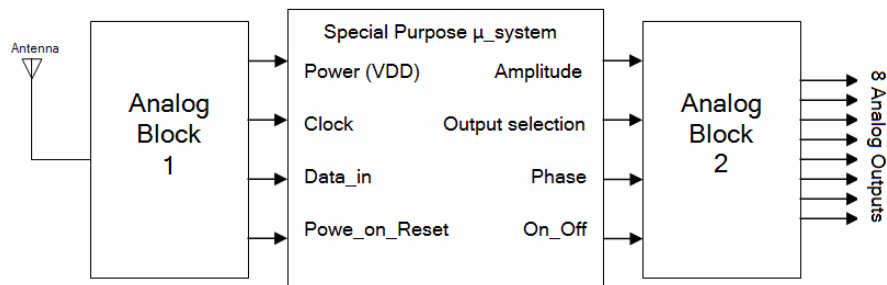 Antenna
Analog
Block
1
Special Purpose µ_system
Power (VDD)
Clock
Data_in
Powe_on_Reset
Amplitude
Output selection
Phase
On_Off
Analog
Block
2
8 Analog Outputs